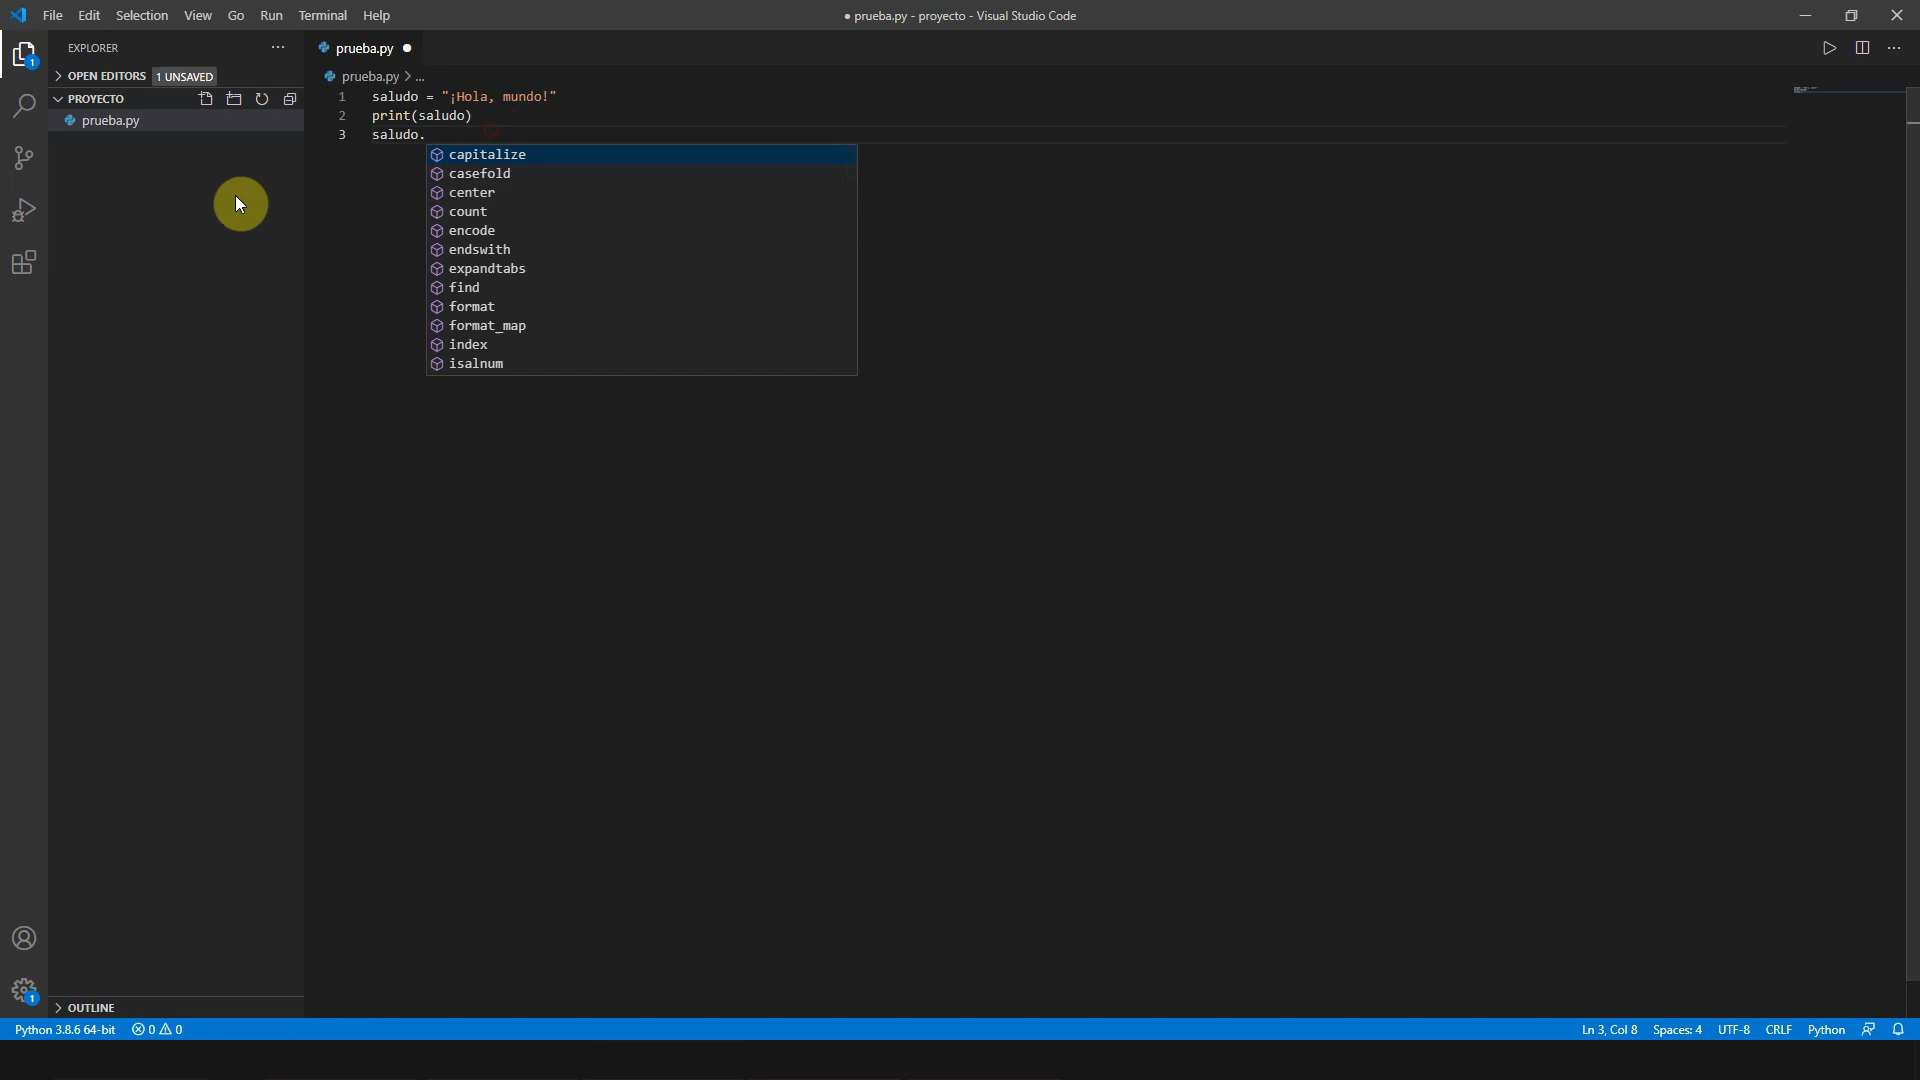 File Edit Selection View Go Run Terminal Help
● prueba.py - proyecto - Visual Studio Code
EXPLORER
OPEN EDITORS 1 UNSAVED
PROYECTO
prueba.py
prueba.py
prueba.py > ...
1 saludo = "¡Hola, mundo!"
2 print(saludo)
3 saludo.
capitalize
casefold
center
count
encode
endswith
expandtabs
find
format
format_map
index
isalnum
1
1
OUTLINE
Python 3.8.6 64-bit 0 0
Ln 3, Col 8 Spaces: 4 UTF-8 CRLF Python